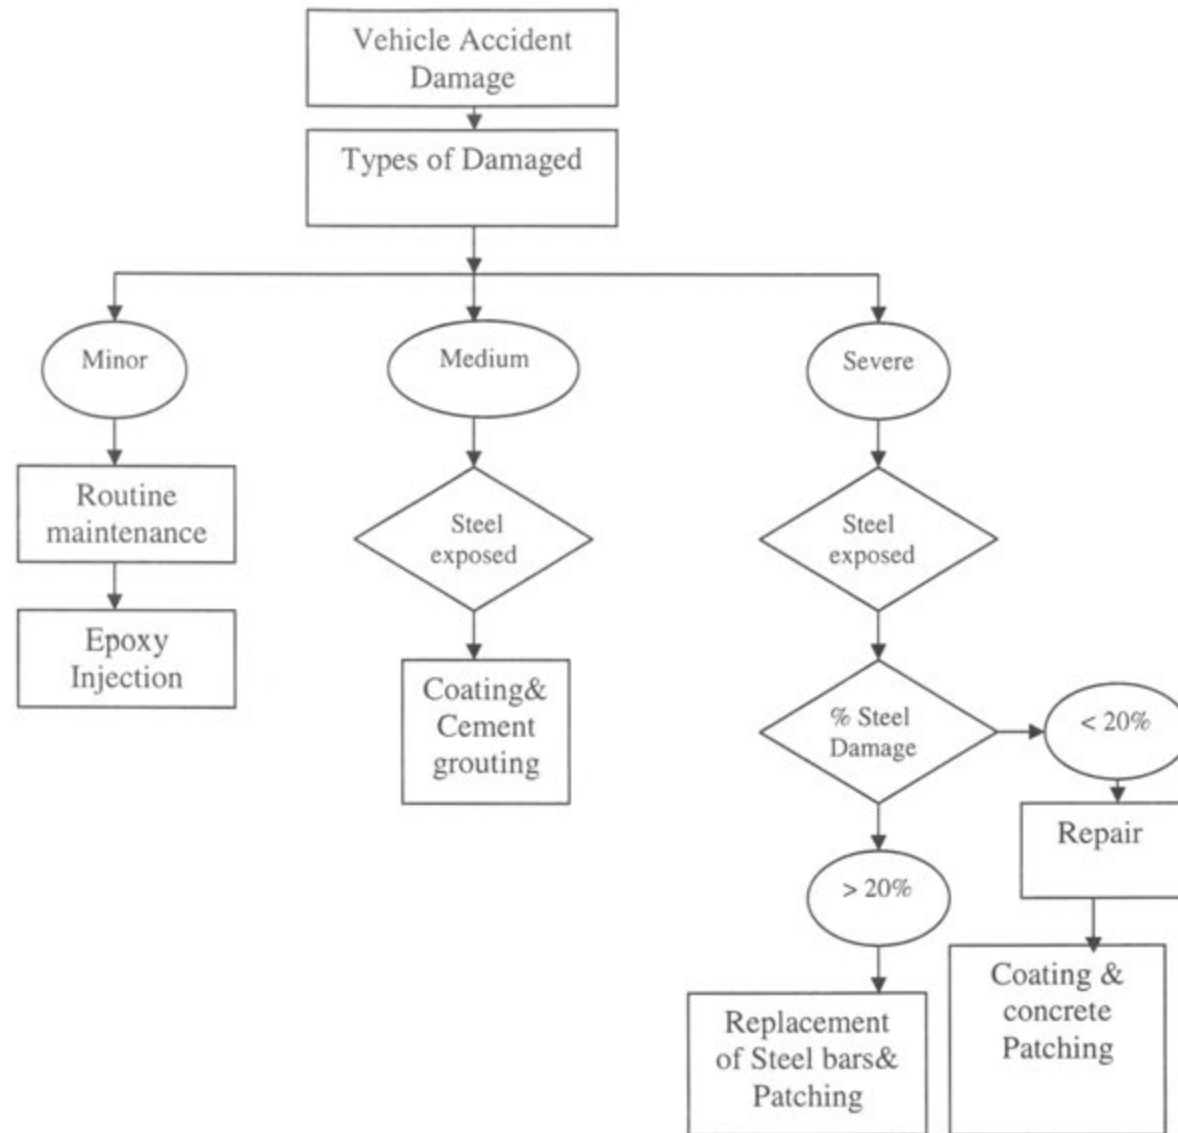 Vehicle Accident
Damage
Types of Damaged
Minor
Medium
Severe
Routine
maintenance
Steel
exposed
Steel
exposed
Epoxy
Injection
Coating&
Cement
grouting
% Steel
Damage
< 20%
Repair
> 20%
Coating &
concrete
Patching
Replacement
of Steel bars&
Patching